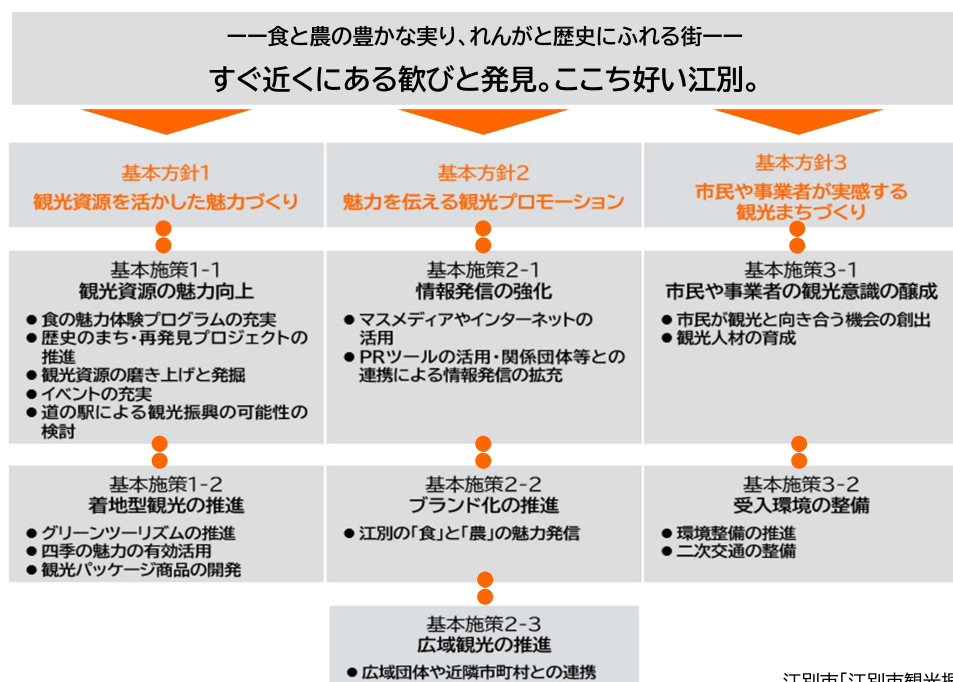 ーー食と農の豊かな実り、れんがと歴史にふれる街ーー
すぐ近くにある歓びと発見。ここち好い江別。
基本方針1
観光資源を活かした魅力づくり
基本方針2
魅力を伝える観光プロモーション
基本方針3
市民や事業者が実感する
観光まちづくり
基本施策1-1
観光資源の魅力向上
● 食の魅力体験プログラムの充実
● 歴史のまち・再発見プロジェクトの
推進
● 観光資源の磨き上げと発掘
● イベントの充実
● 道の駅による観光振興の可能性の
検討
基本施策2-1
情報発信の強化
● マスメディアやインターネットの
活用
● PRツールの活用・関係団体等との
連携による情報発信の拡充
基本施策3-1
市民や事業者の観光意識の醸成
● 市民が観光と向き合う機会の創出
● 観光人材の育成
基本施策1-2
着地型観光の推進
● グリーンツーリズムの推進
● 四季の魅力の有効活用
● 観光パッケージ商品の開発
基本施策2-2
ブランド化の推進
● 江別の「食」と「農」の魅力発信
基本施策3-2
受入環境の整備
● 環境整備の推進
● 二次交通の整備
基本施策2-3
広域観光の推進
● 広域団体や近隣市町村との連携
江別市「江別市観光振